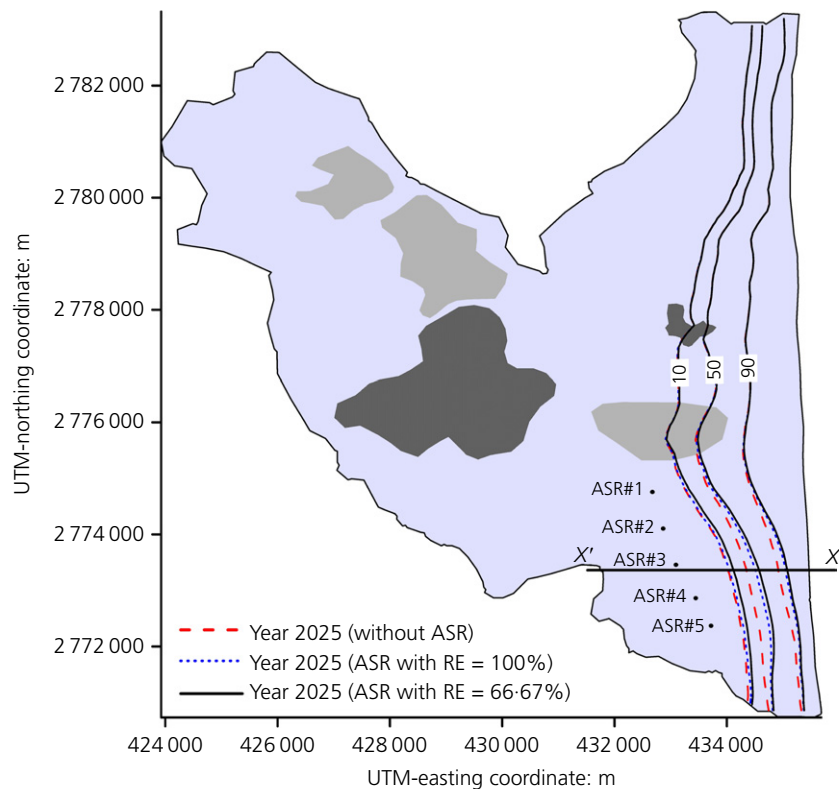 2 782 000
2 780 000
2 778 000
2 776 000
2 774 000
2 772 000
UTM-northing coordinate: m
10
50
90
ASR#1
ASR#2
ASR#3
ASR#4
ASR#5
X'
X
Year 2025 (without ASR)
Year 2025 (ASR with RE = 100%)
Year 2025 (ASR with RE = 66·67%)
424 000 426 000 428 000 430 000 432 000 434 000
UTM-easting coordinate: m